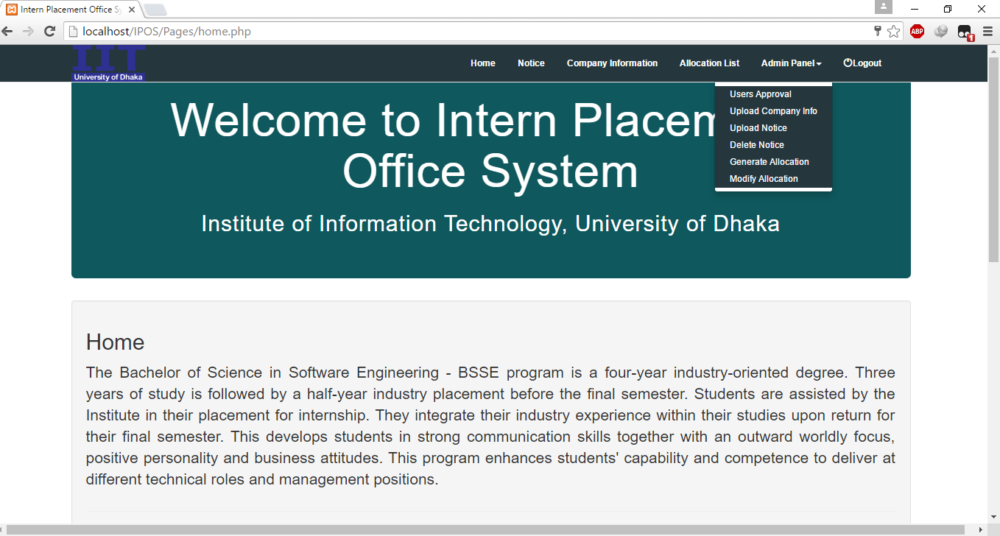 Intern Placement Office Sy
localhost/IPOS/Pages/home.php
ABP
1
IIT
University of Dhaka
Home
Notice
Company Information
Allocation List
Admin Panel
Logout
Users Approval
Upload Company Info
Upload Notice
Delete Notice
Generate Allocation
Modify Allocation
Welcome to Intern Placem
Office System
Institute of Information Technology, University of Dhaka
Home
The Bachelor of Science in Software Engineering - BSSE program is a four-year industry-oriented degree. Three
years of study is followed by a half-year industry placement before the final semester. Students are assisted by the
Institute in their placement for internship. They integrate their industry experience within their studies upon return for
their final semester. This develops students in strong communication skills together with an outward worldly focus,
positive personality and business attitudes. This program enhances students' capability and competence to deliver at
different technical roles and management positions.